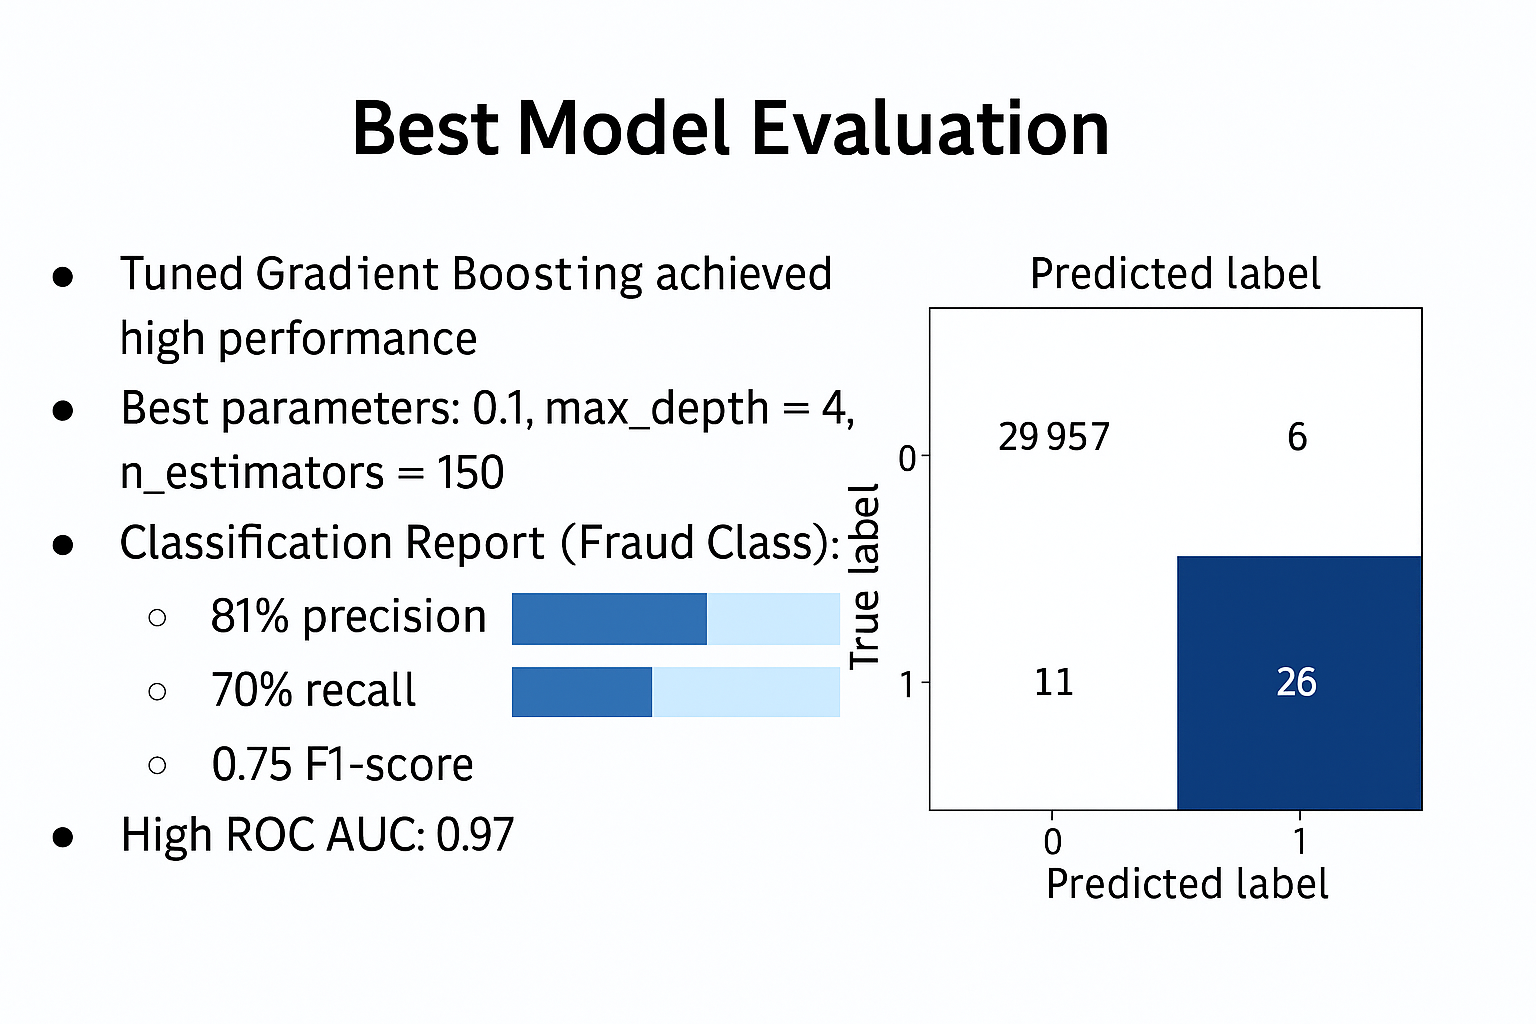 Best Model Evaluation
● Tuned Gradient Boosting achieved
high performance
● Best parameters: 0.1, max_depth = 4,
n_estimators = 150
● Classification Report (Fraud Class):
○ 81% precision
○ 70% recall
○ 0.75 F1-score
● High ROC AUC: 0.97
Predicted label
True label
0
29 957 6
1
11 26
0 1
Predicted label